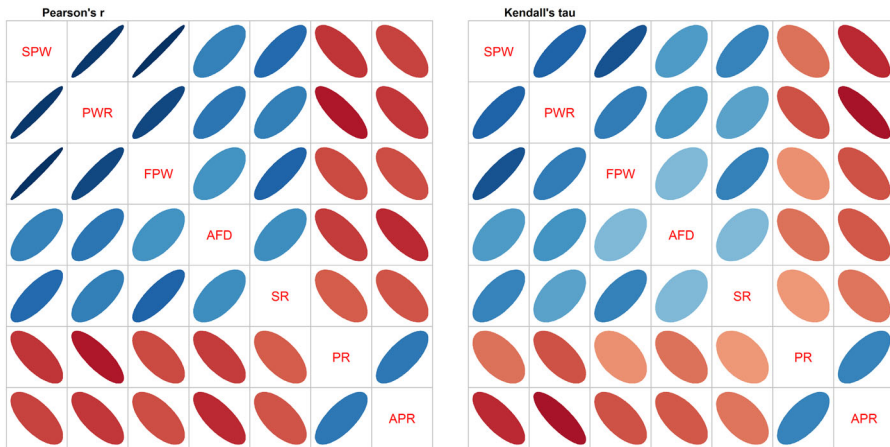 Pearson's r
SPW
PWR
FPW
AFD
SR
PR
APR
Kendall's tau
SPW
PWR
FPW
AFD
SR
PR
APR